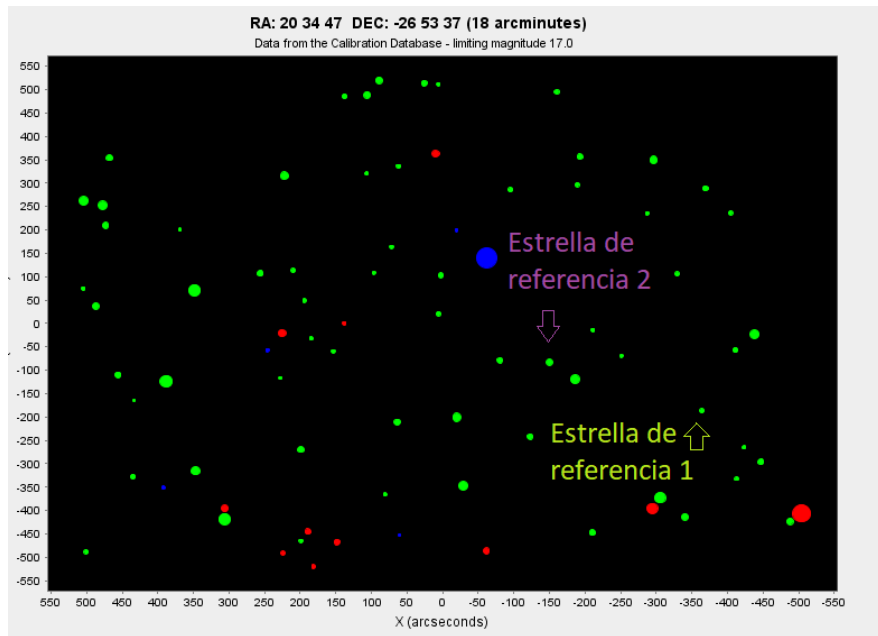 RA: 20 34 47 DEC: -26 53 37 (18 arcminutes)
Data from the Calibration Database - limiting magnitude 17.0
550
500
450
400
350
300
250
200
150
100
50
0
-50
-100
-150
-200
-250
-300
-350
-400
-450
-500
-550
Estrella de
referencia 2
Estrella de
referencia 1
550 500 450 400 350 300 250 200 150 100 50 0 -50 -100 -150 -200 -250 -300 -350 -400 -450 -500 -550
X (arcseconds)